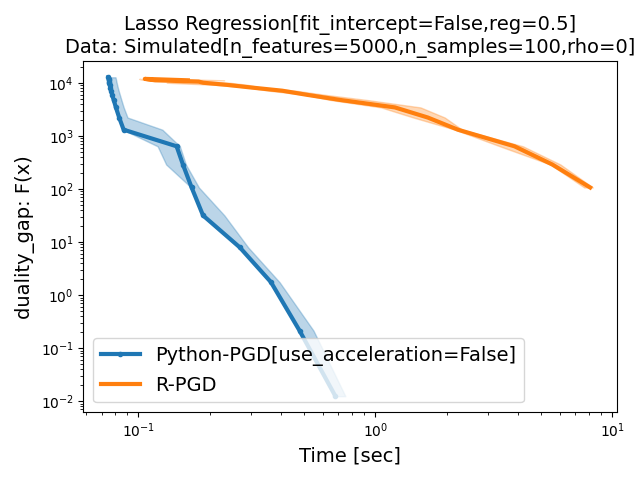 Lasso Regression[fit_intercept=False,reg=0.5]
Data: Simulated[n_features=5000,n_samples=100,rho=0]
duality_gap: F(x)
10⁴
10³
10²
10¹
10⁰
10⁻¹
10⁻²
Python-PGD[use_acceleration=False]
R-PGD
10⁻¹
10⁰
10¹
Time [sec]